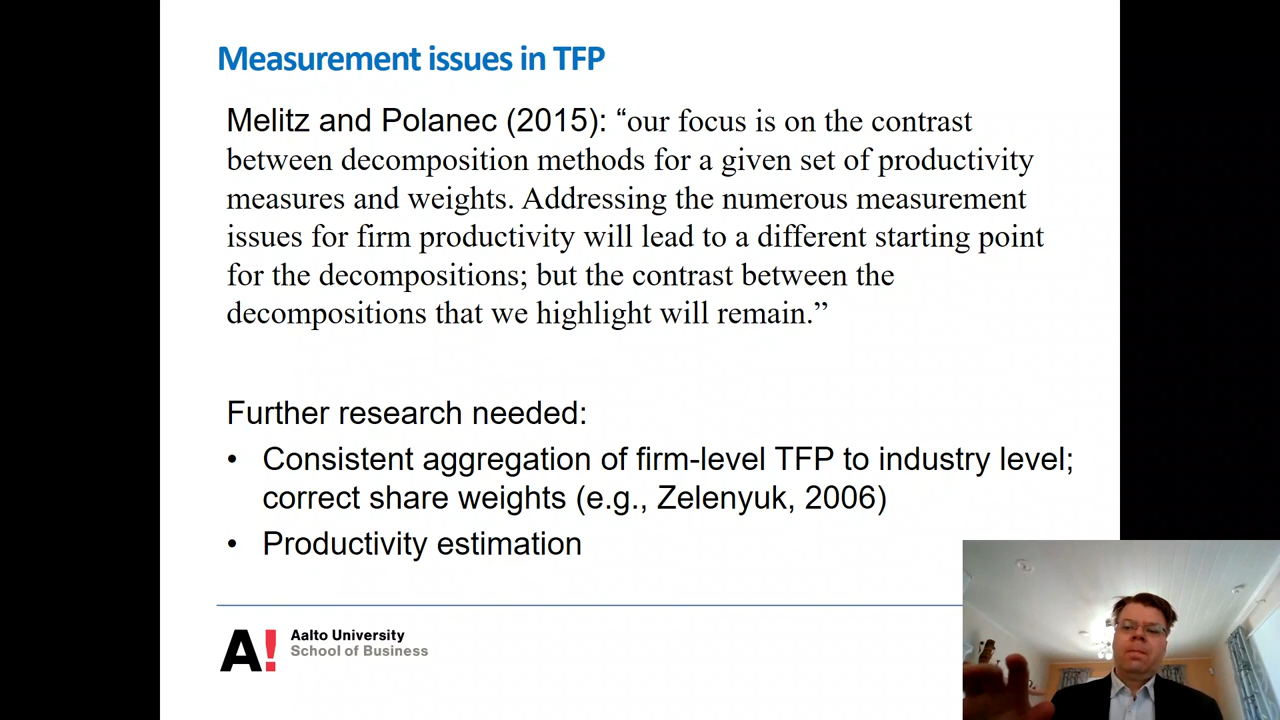 Measurement issues in TFP
Melitz and Polanec (2015): “our focus is on the contrast
between decomposition methods for a given set of productivity
measures and weights. Addressing the numerous measurement
issues for firm productivity will lead to a different starting point
for the decompositions; but the contrast between the
decompositions that we highlight will remain.”
Further research needed:
• Consistent aggregation of firm-level TFP to industry level;
correct share weights (e.g., Zelenyuk, 2006)
• Productivity estimation
A!
Aalto University
School of Business